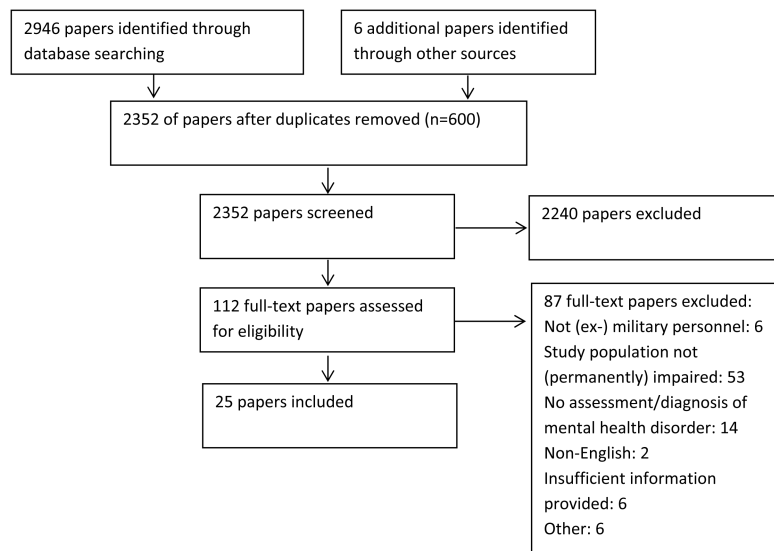 2946 papers identified through
database searching
6 additional papers identified
through other sources
2352 of papers after duplicates removed (n=600)
2352 papers screened
2240 papers excluded
112 full-text papers assessed
for eligibility
87 full-text papers excluded:
Not (ex-) military personnel: 6
Study population not
(permanently) impaired: 53
No assessment/diagnosis of
mental health disorder: 14
Non-English: 2
Insufficient information
provided: 6
Other: 6
25 papers included